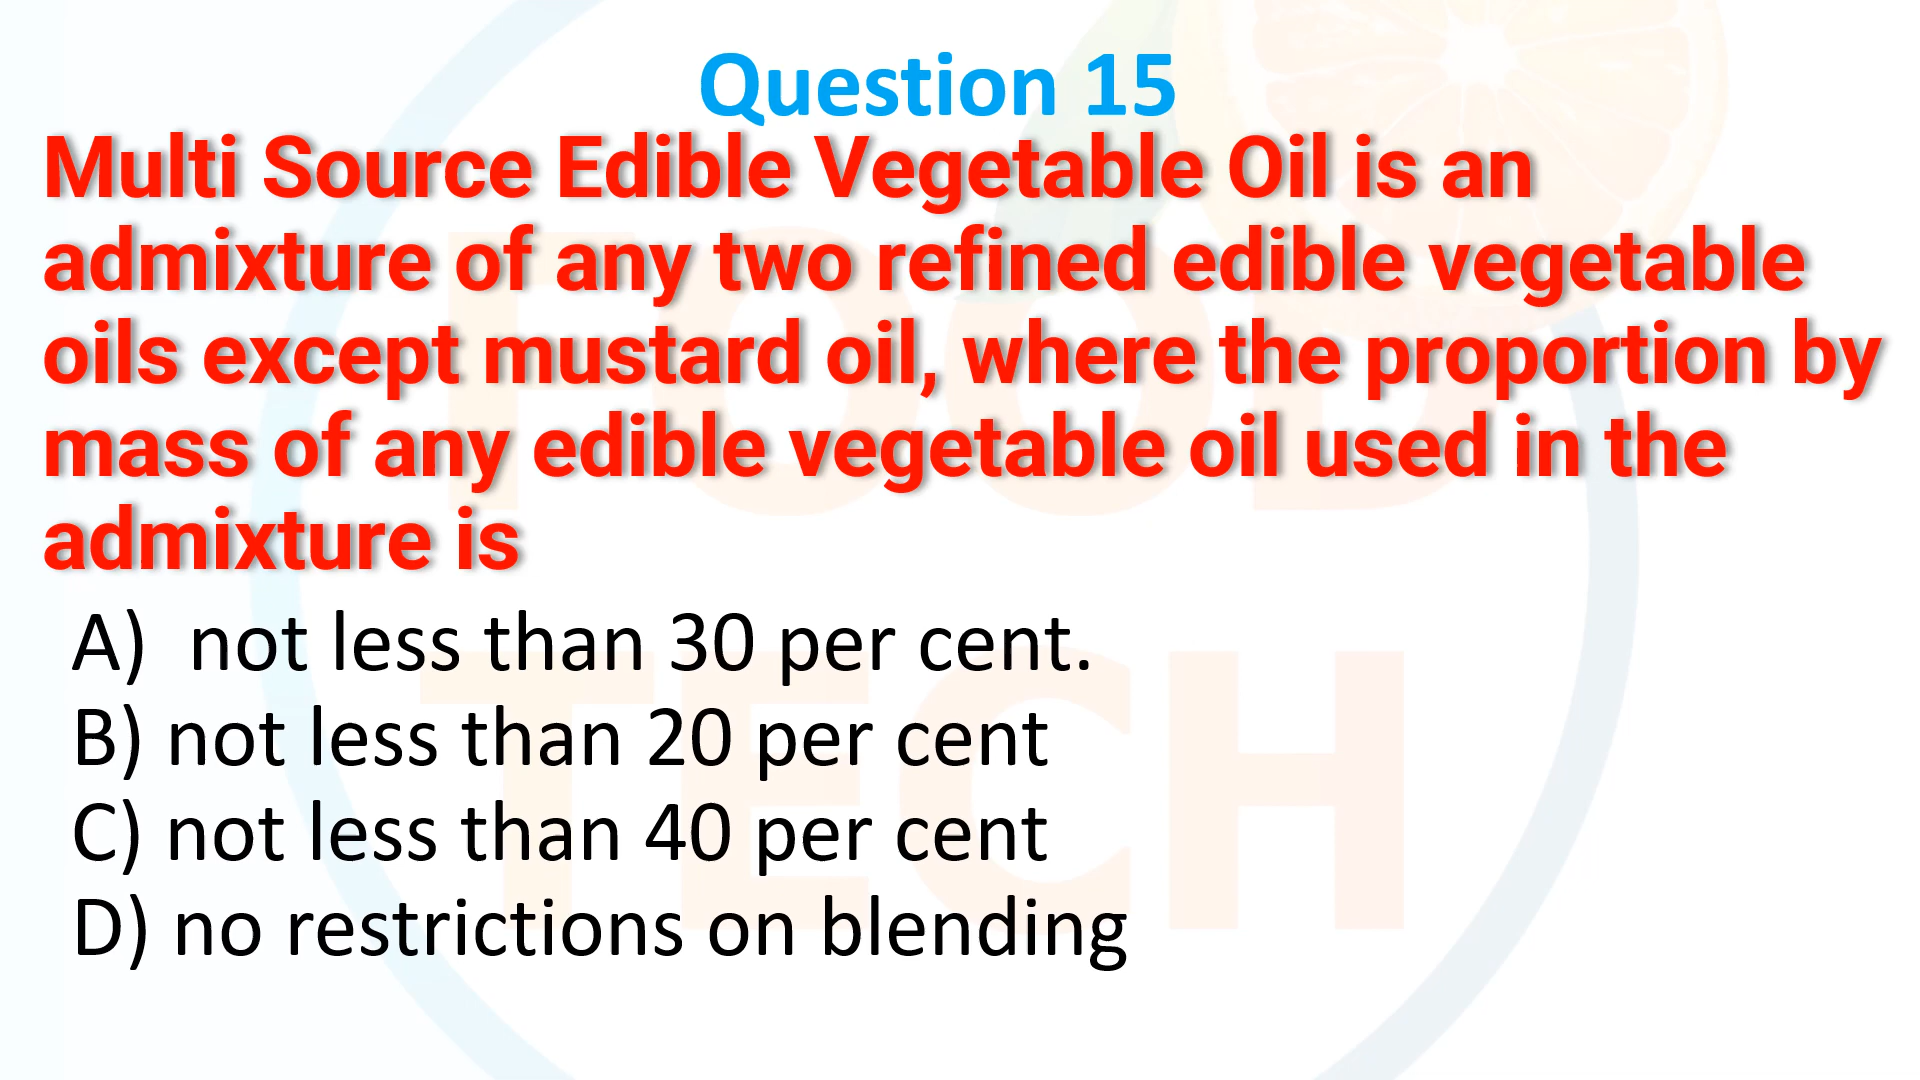 Question 15
Multi Source Edible Vegetable Oil is an
admixture of any two refined edible vegetable
oils except mustard oil, where the proportion by
mass of any edible vegetable oil used in the
admixture is
A) not less than 30 per cent.
B) not less than 20 per cent
C) not less than 40 per cent
D) no restrictions on blending
FOOD
TECH